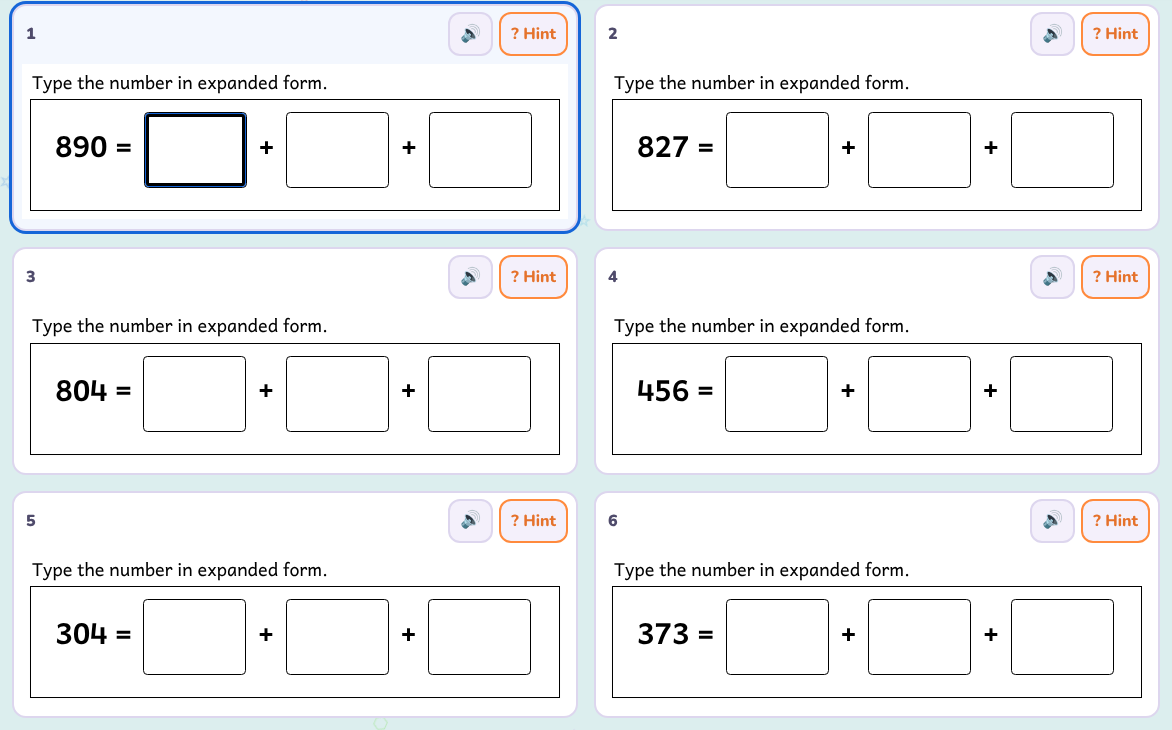 1
? Hint
Type the number in expanded form.
890 = + +
2
? Hint
Type the number in expanded form.
827 = + +
3
? Hint
Type the number in expanded form.
804 = + +
4
? Hint
Type the number in expanded form.
456 = + +
5
? Hint
Type the number in expanded form.
304 = + +
6
? Hint
Type the number in expanded form.
373 = + +